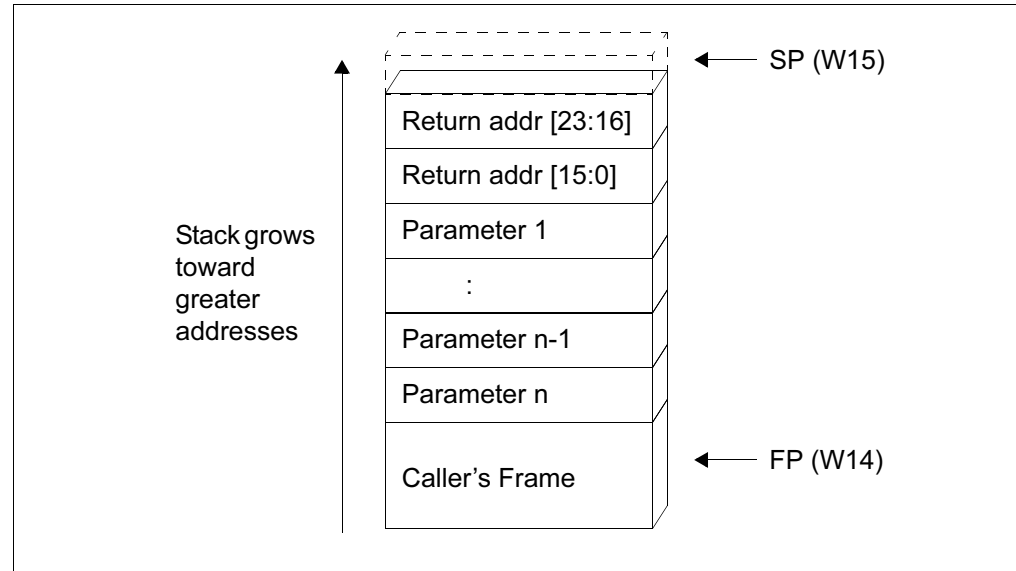 SP (W15)
Return addr [23:16]
Return addr [15:0]
Parameter 1
:
Parameter n-1
Parameter n
Caller's Frame
Stack grows
toward
greater
addresses
FP (W14)